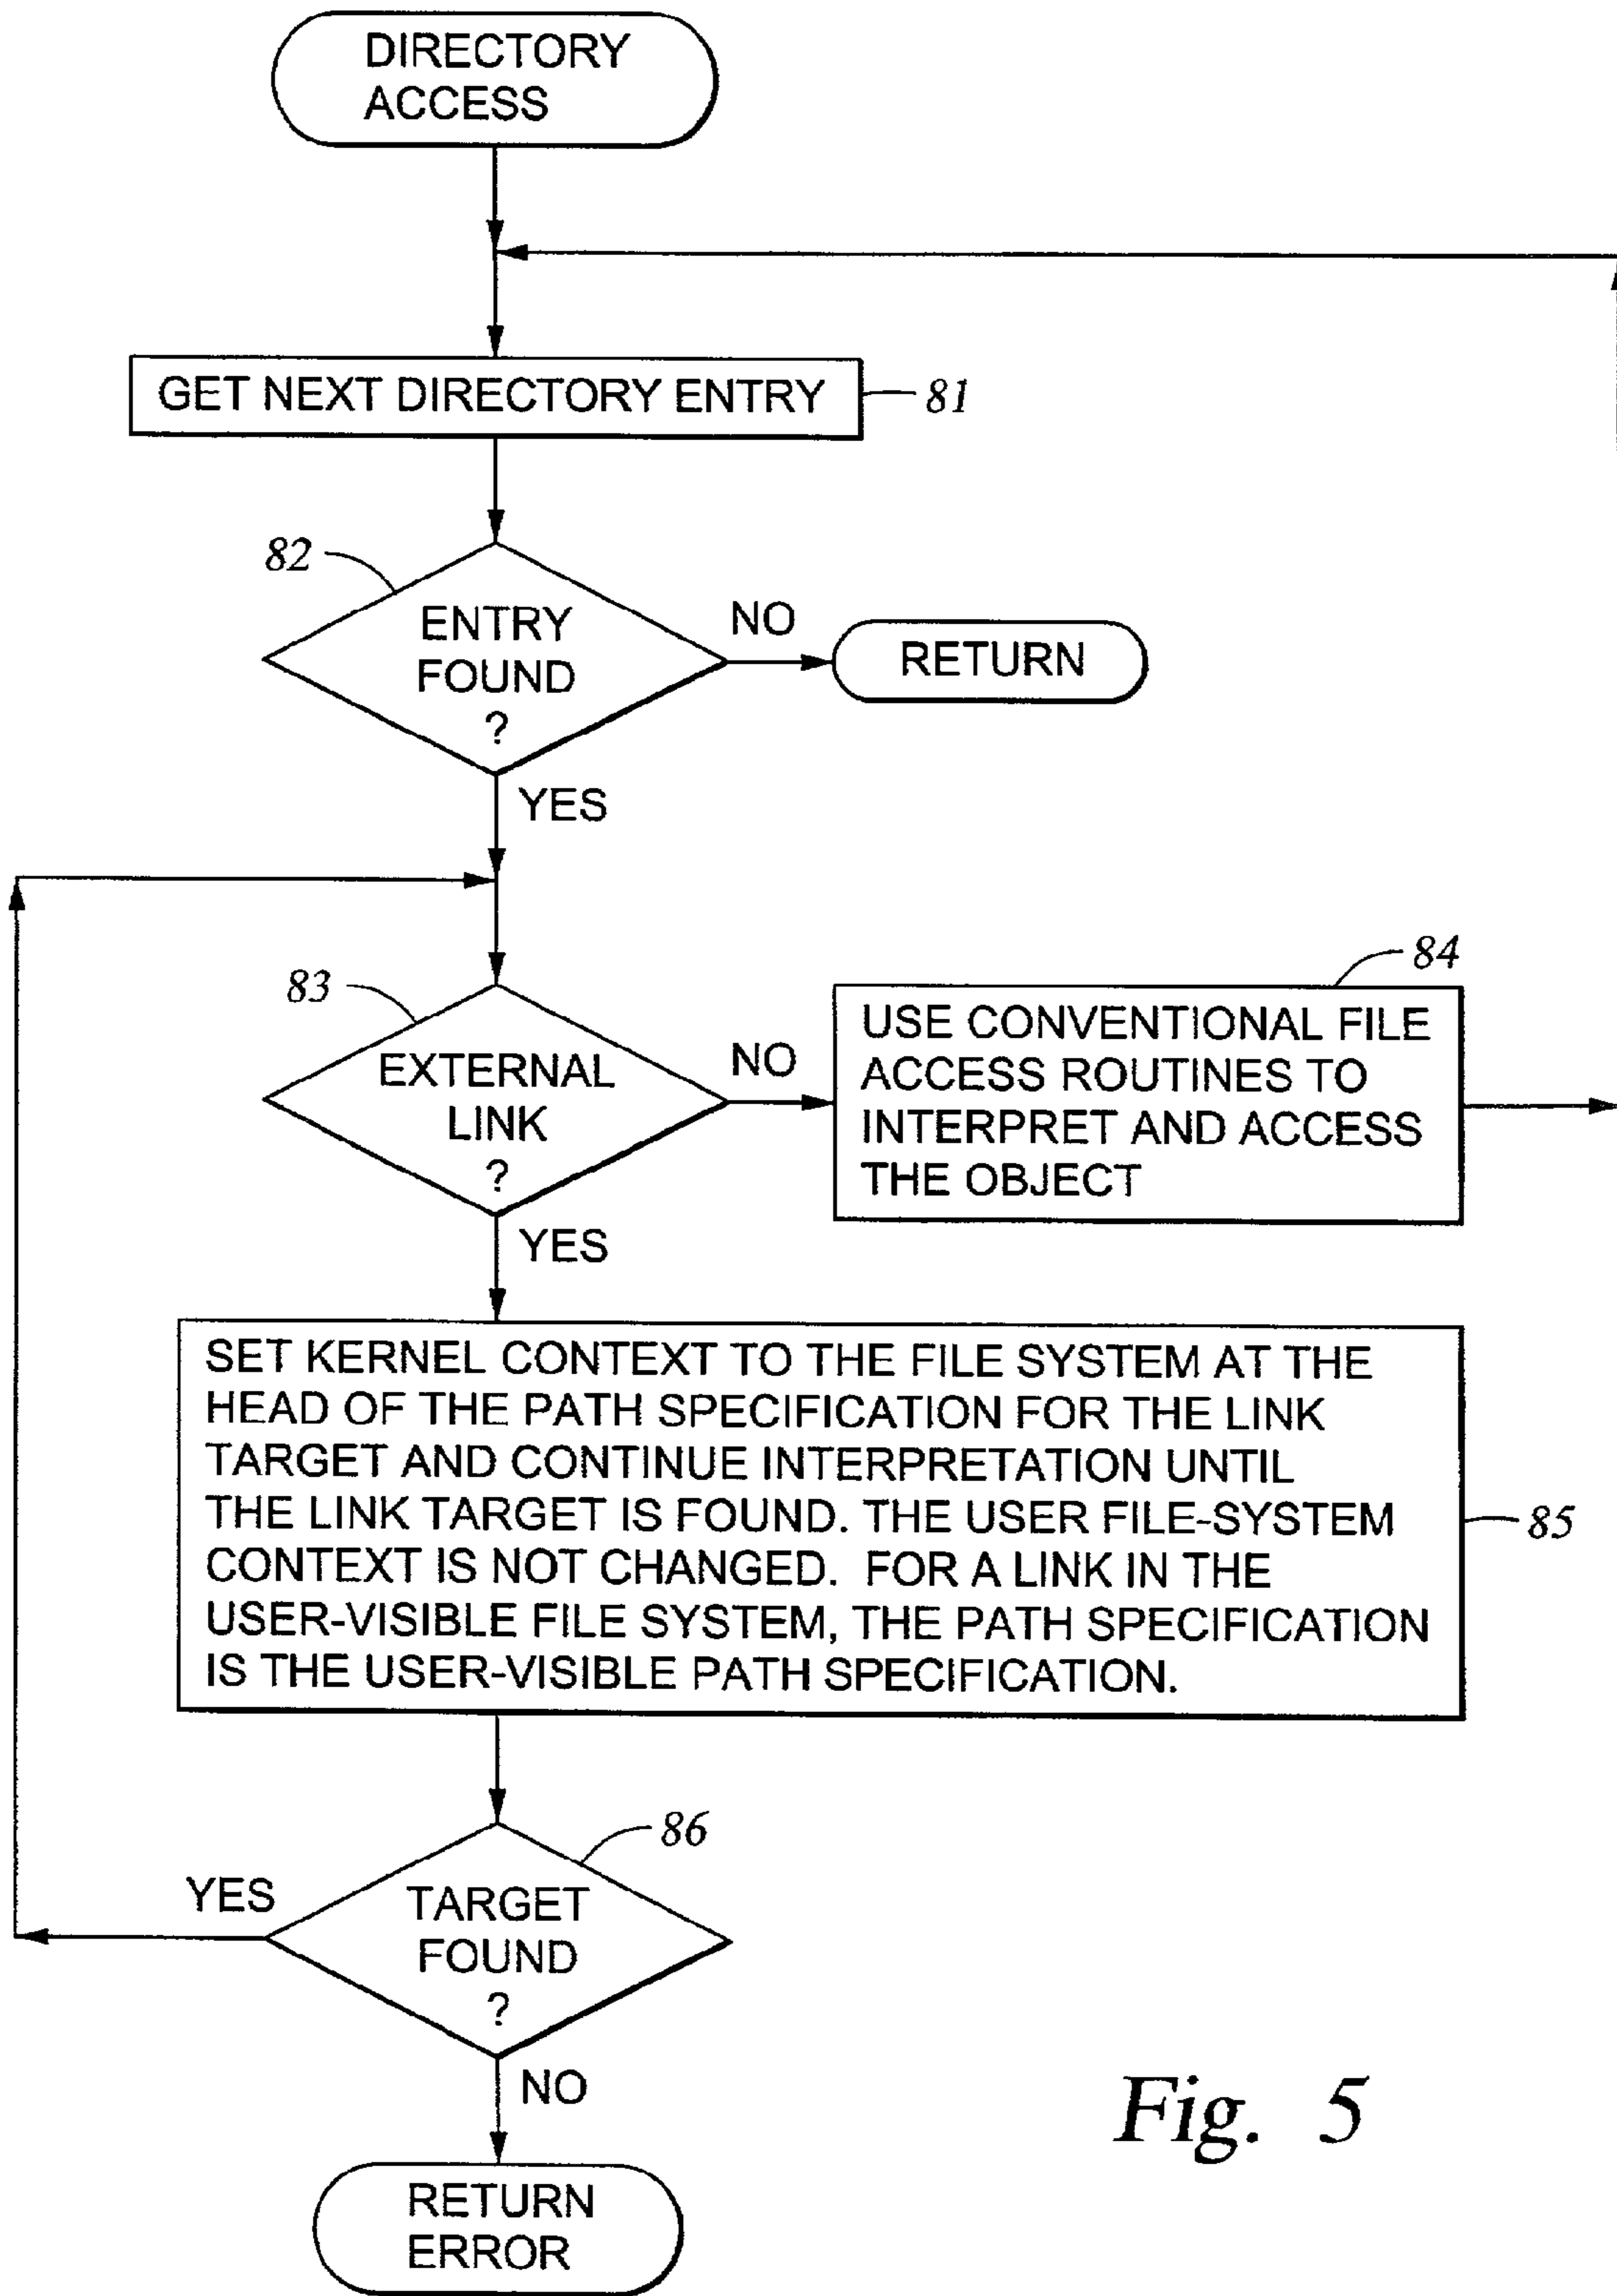 DIRECTORY
ACCESS
GET NEXT DIRECTORY ENTRY
81
82
ENTRY
FOUND
?
NO
RETURN
YES
83
EXTERNAL
LINK
?
NO
84
USE CONVENTIONAL FILE
ACCESS ROUTINES TO
INTERPRET AND ACCESS
THE OBJECT
YES
SET KERNEL CONTEXT TO THE FILE SYSTEM AT THE
HEAD OF THE PATH SPECIFICATION FOR THE LINK
TARGET AND CONTINUE INTERPRETATION UNTIL
THE LINK TARGET IS FOUND. THE USER FILE-SYSTEM
CONTEXT IS NOT CHANGED. FOR A LINK IN THE
USER-VISIBLE FILE SYSTEM, THE PATH SPECIFICATION
IS THE USER-VISIBLE PATH SPECIFICATION.
85
86
TARGET
FOUND
?
YES
NO
RETURN
ERROR
Fig. 5